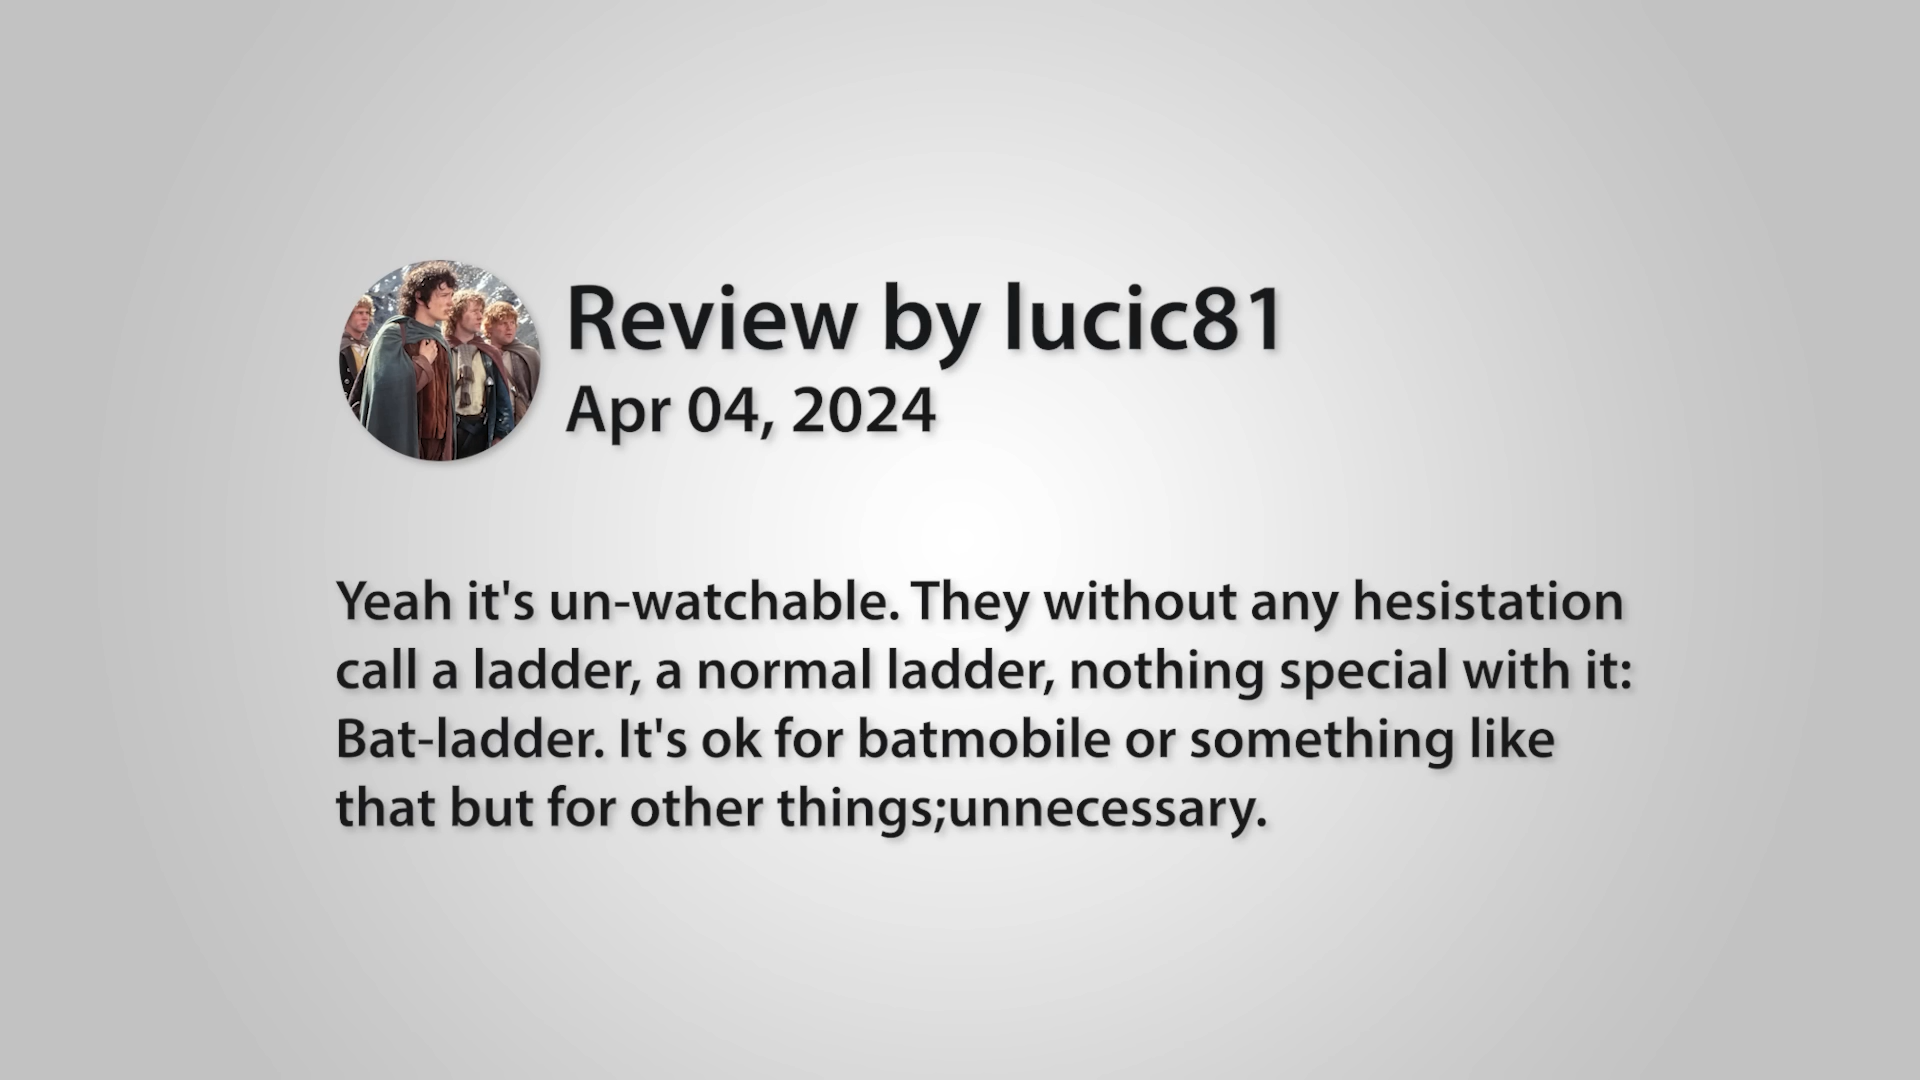 Review by lucic81
Apr 04, 2024
Yeah it's un-watchable. They without any hesistation
call a ladder, a normal ladder, nothing special with it:
Bat-ladder. It's ok for batmobile or something like
that but for other things;unnecessary.